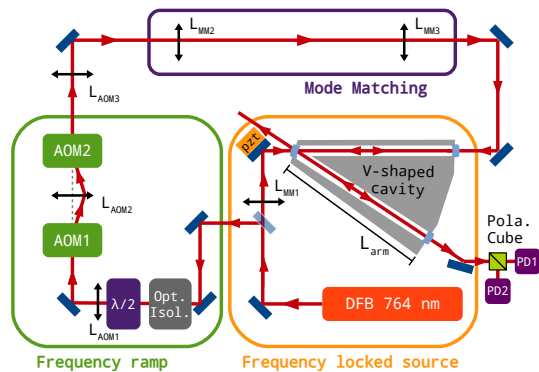 L_MM2
L_MM3
Mode Matching
L_AOM3
AOM2
L_AOM2
AOM1
L_AOM1
λ/2
Opt.
Isol.
Frequency ramp
pzt
L_MM1
V-shaped
cavity
L_arm
DFB 764 nm
Pola.
Cube
PD1
PD2
Frequency locked source